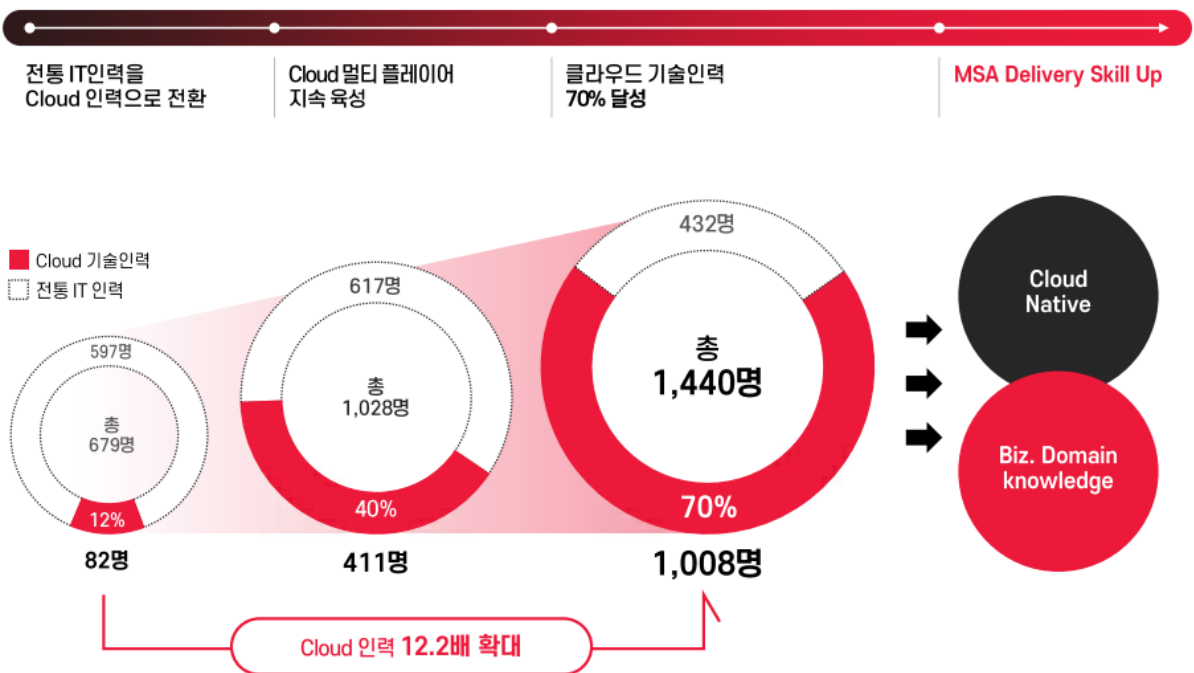 전통 IT인력을
Cloud 인력으로 전환
Cloud 멀티 플레이어
지속 육성
클라우드 기술인력
70% 달성
MSA Delivery Skill Up
Cloud 기술인력
전통 IT 인력
597명
총
679명
12%
82명
617명
총
1,028명
40%
411명
432명
총
1,440명
70%
1,008명
Cloud
Native
Biz. Domain
knowledge
Cloud 인력 12.2배 확대